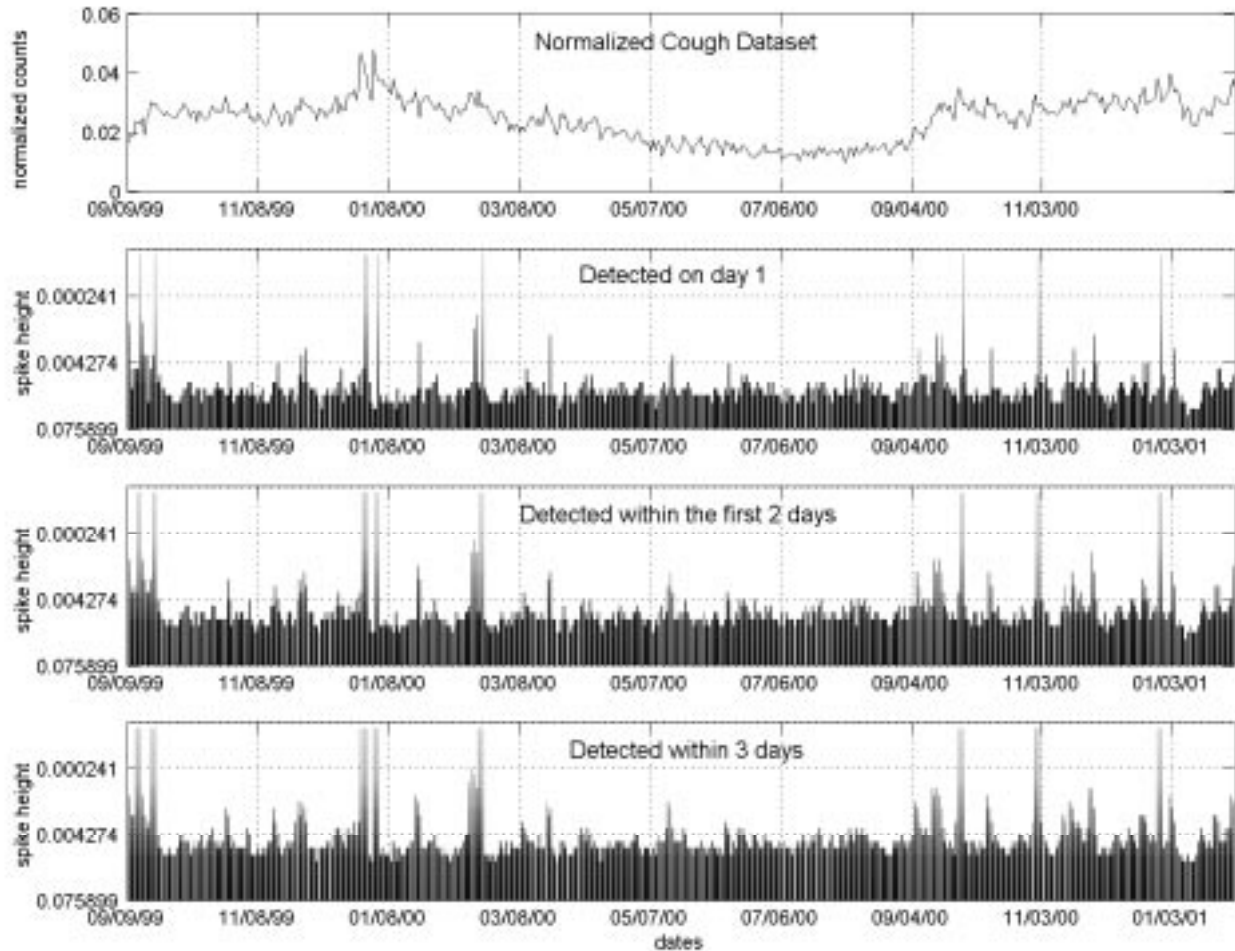 Normalized Cough Dataset
normalized counts
0.06
0.04
0.02
0
09/09/99 11/08/99 01/08/00 03/08/00 05/07/00 07/06/00 09/04/00 11/03/00
Detected on day 1
spike height
0.000241
0.004274
0.075899
09/09/99 11/08/99 01/08/00 03/08/00 05/07/00 07/06/00 09/04/00 11/03/00 01/03/01
Detected within the first 2 days
spike height
0.000241
0.004274
0.075899
09/09/99 11/08/99 01/08/00 03/08/00 05/07/00 07/06/00 09/04/00 11/03/00 01/03/01
Detected within 3 days
spike height
0.000241
0.004274
0.075899
09/09/99 11/08/99 01/08/00 03/08/00 05/07/00 07/06/00 09/04/00 11/03/00 01/03/01
dates